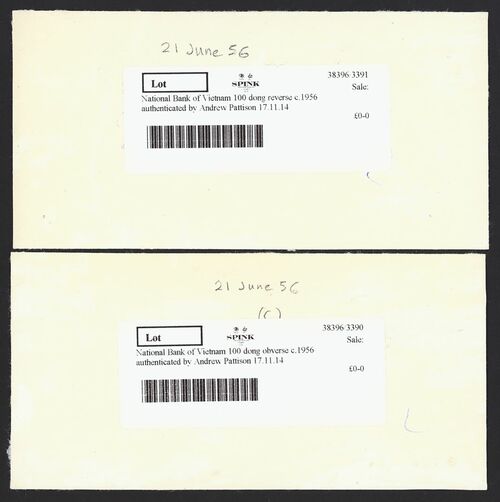 21 June 56
Lot SPINK 38396 3391
Sale:
National Bank of Vietnam 100 dong reverse c.1956
authenticated by Andrew Pattison 17.11.14
£0-0
21 June 56
(C)
Lot SPINK 38396 3390
Sale:
National Bank of Vietnam 100 dong obverse c.1956
authenticated by Andrew Pattison 17.11.14
£0-0